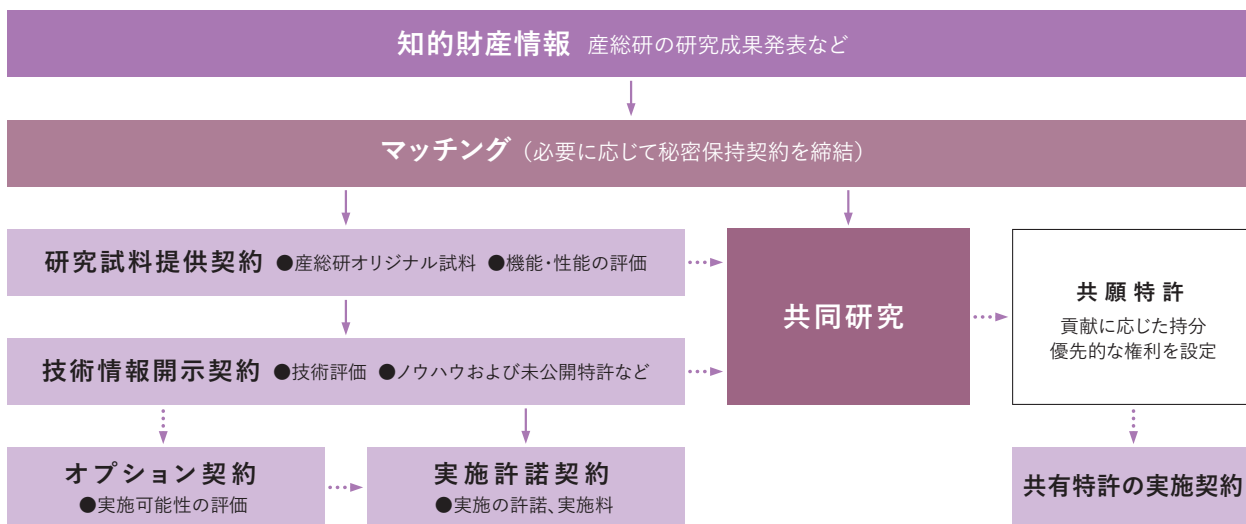 知的財産情報 産総研の研究成果発表など
マッチング（必要に応じて秘密保持契約を締結）
研究試料提供契約 ●産総研オリジナル試料 ●機能・性能の評価
技術情報開示契約 ●技術評価 ●ノウハウおよび未公開特許など
共同研究
共願特許
貢献に応じた持分
優先的な権利を設定
オプション契約
●実施可能性の評価
実施許諾契約
●実施の許諾、実施料
共有特許の実施契約